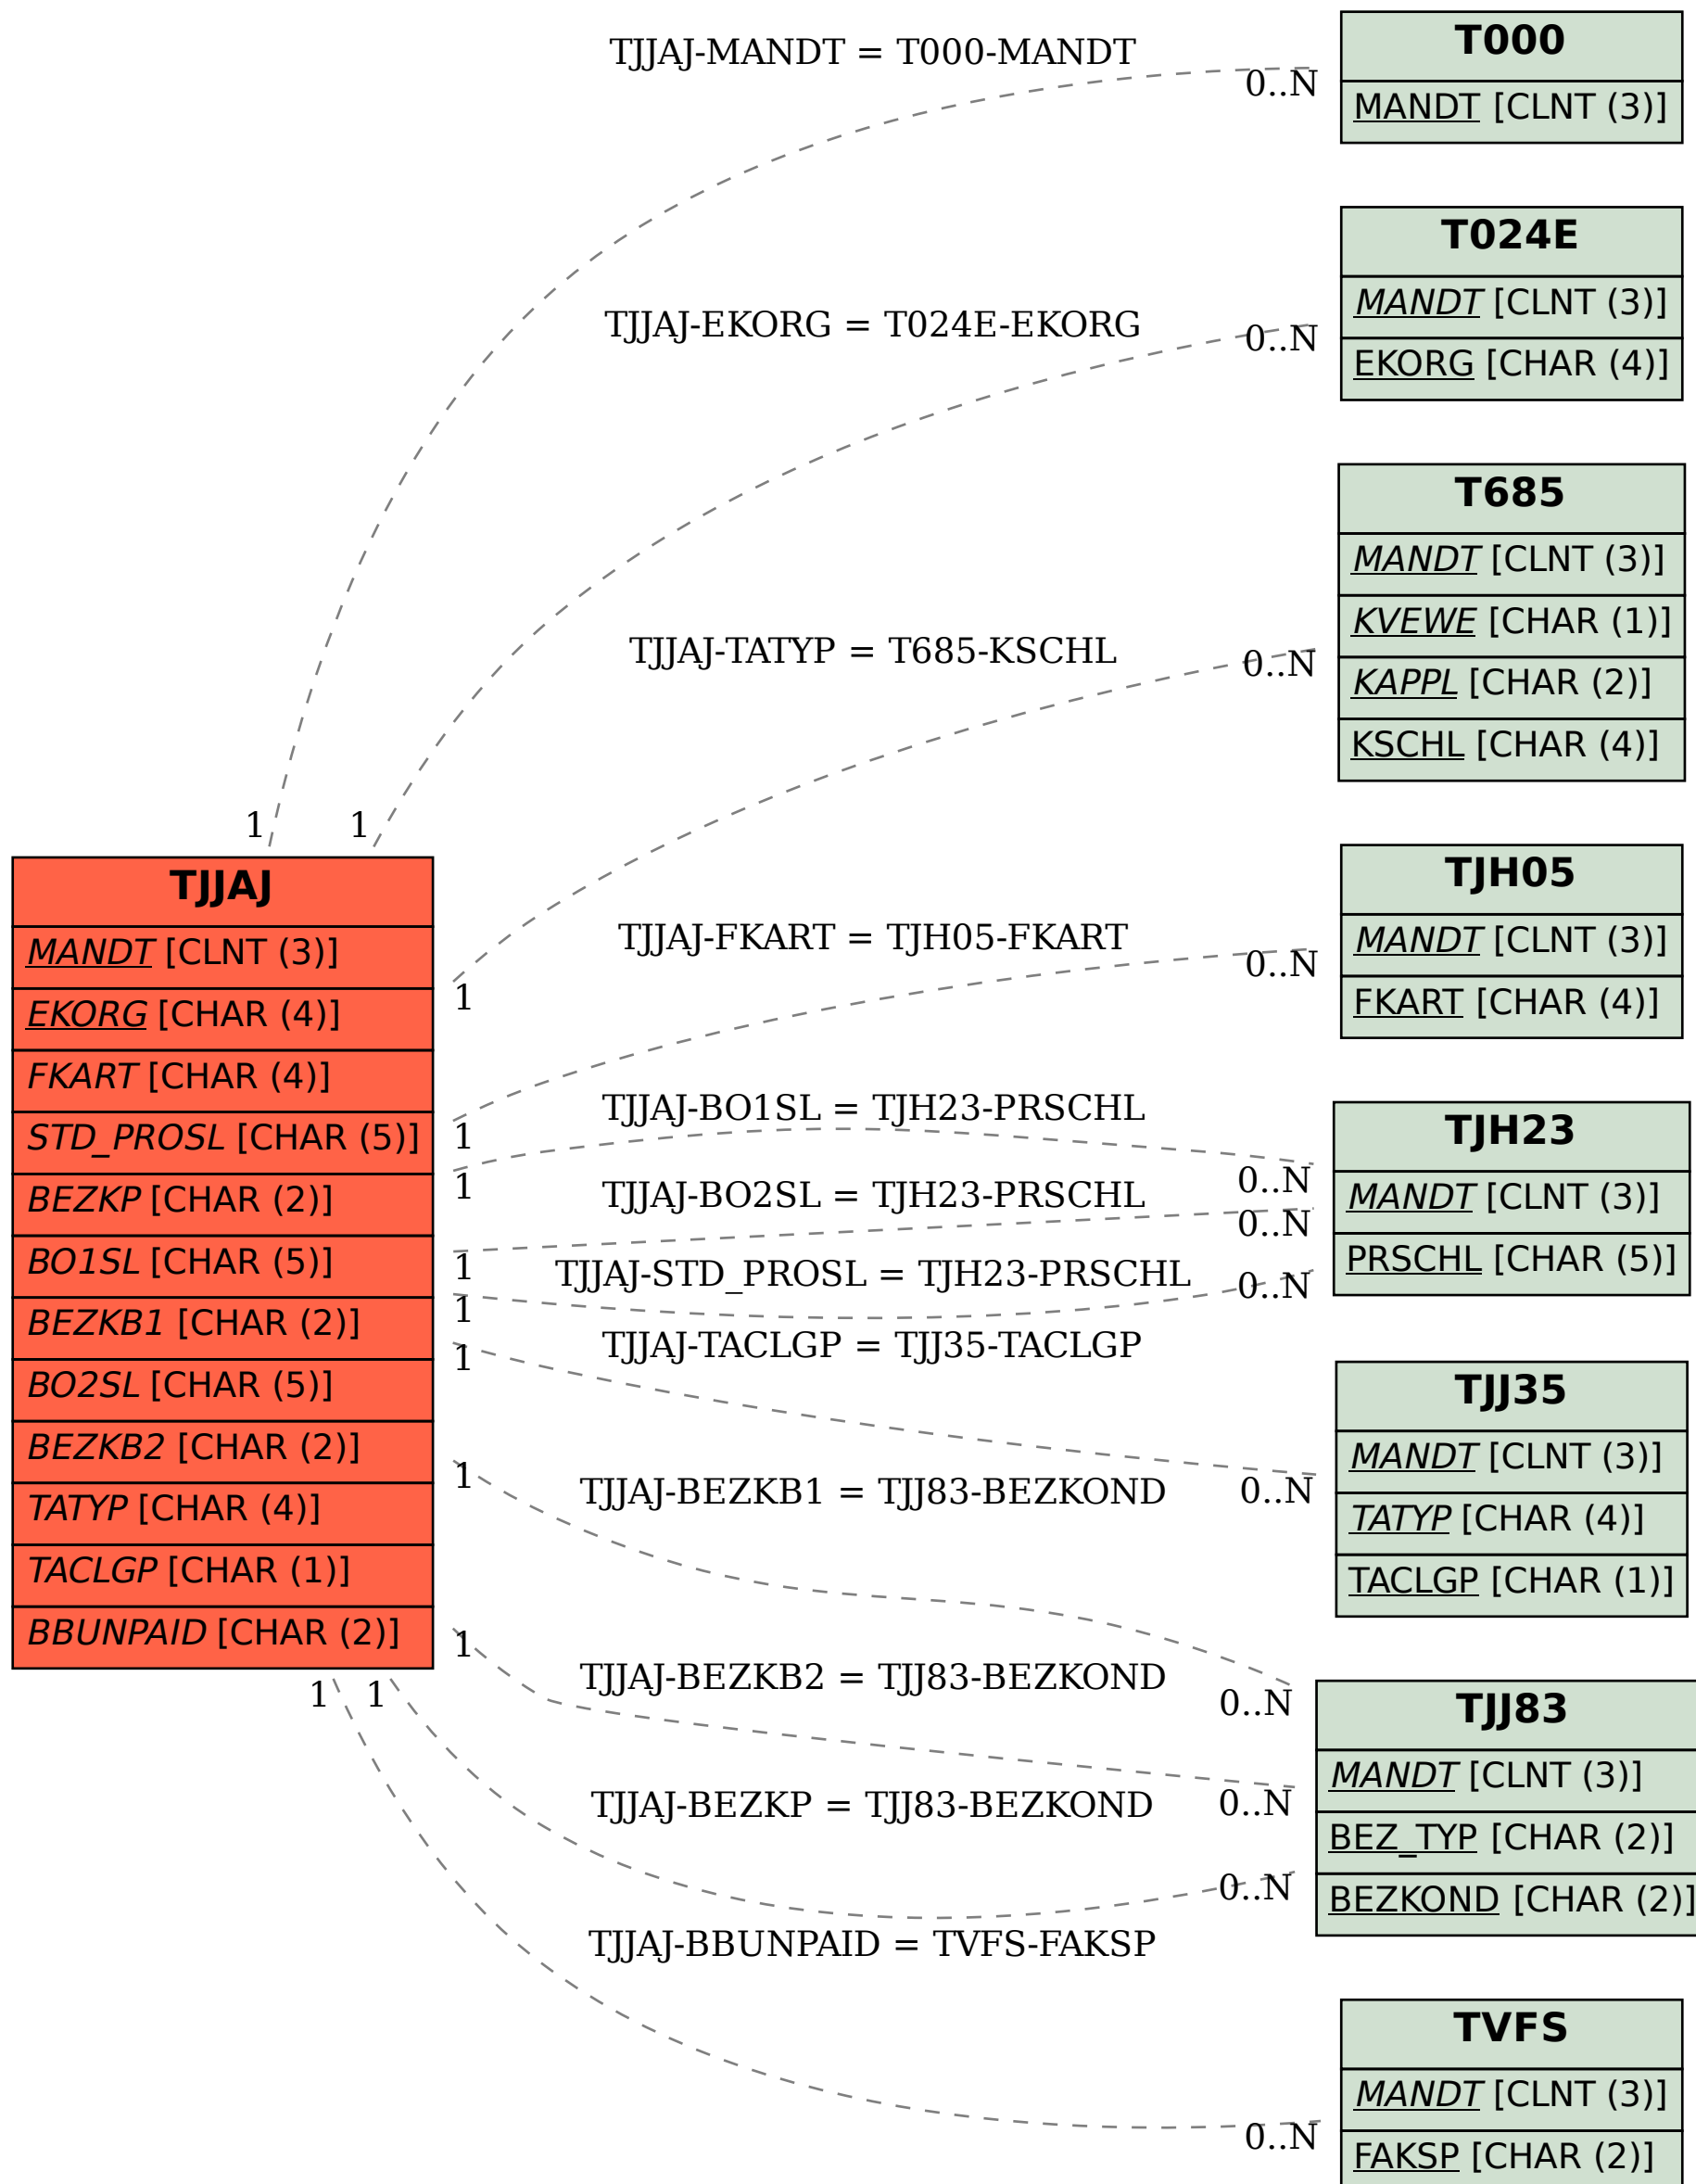 TJJAJ-MANDT = T000-MANDT
0..N
T000
MANDT [CLNT (3)]
T024E
MANDT [CLNT (3)]
EKORG [CHAR (4)]
TJJAJ-EKORG = T024E-EKORG
0..N
T685
MANDT [CLNT (3)]
KVEWE [CHAR (1)]
KAPPL [CHAR (2)]
KSCHL [CHAR (4)]
TJJAJ-TATYP = T685-KSCHL
0..N
1
1
TJJAJ
MANDT [CLNT (3)]
EKORG [CHAR (4)]
FKART [CHAR (4)]
STD_PROSL [CHAR (5)]
BEZKP [CHAR (2)]
BO1SL [CHAR (5)]
BEZKB1 [CHAR (2)]
BO2SL [CHAR (5)]
BEZKB2 [CHAR (2)]
TATYP [CHAR (4)]
TACLGP [CHAR (1)]
BBUNPAID [CHAR (2)]
1
TJJAJ-FKART = TJH05-FKART
0..N
1
TJH05
MANDT [CLNT (3)]
FKART [CHAR (4)]
TJJAJ-BO1SL = TJH23-PRSCHL
1
0..N
TJJAJ-BO2SL = TJH23-PRSCHL
0..N
1
TJJAJ-STD_PROSL = TJH23-PRSCHL
0..N
1
TJH23
MANDT [CLNT (3)]
PRSCHL [CHAR (5)]
TJJAJ-TACLGP = TJJ35-TACLGP
1
0..N
TJJ35
MANDT [CLNT (3)]
TATYP [CHAR (4)]
TACLGP [CHAR (1)]
1
TJJAJ-BEZKB1 = TJJ83-BEZKOND
0..N
1
TJJAJ-BEZKB2 = TJJ83-BEZKOND
0..N
1
1
TJJAJ-BEZKP = TJJ83-BEZKOND
0..N
TJJ83
MANDT [CLNT (3)]
BEZ_TYP [CHAR (2)]
BEZKOND [CHAR (2)]
TJJAJ-BBUNPAID = TVFS-FAKSP
0..N
TVFS
MANDT [CLNT (3)]
FAKSP [CHAR (2)]